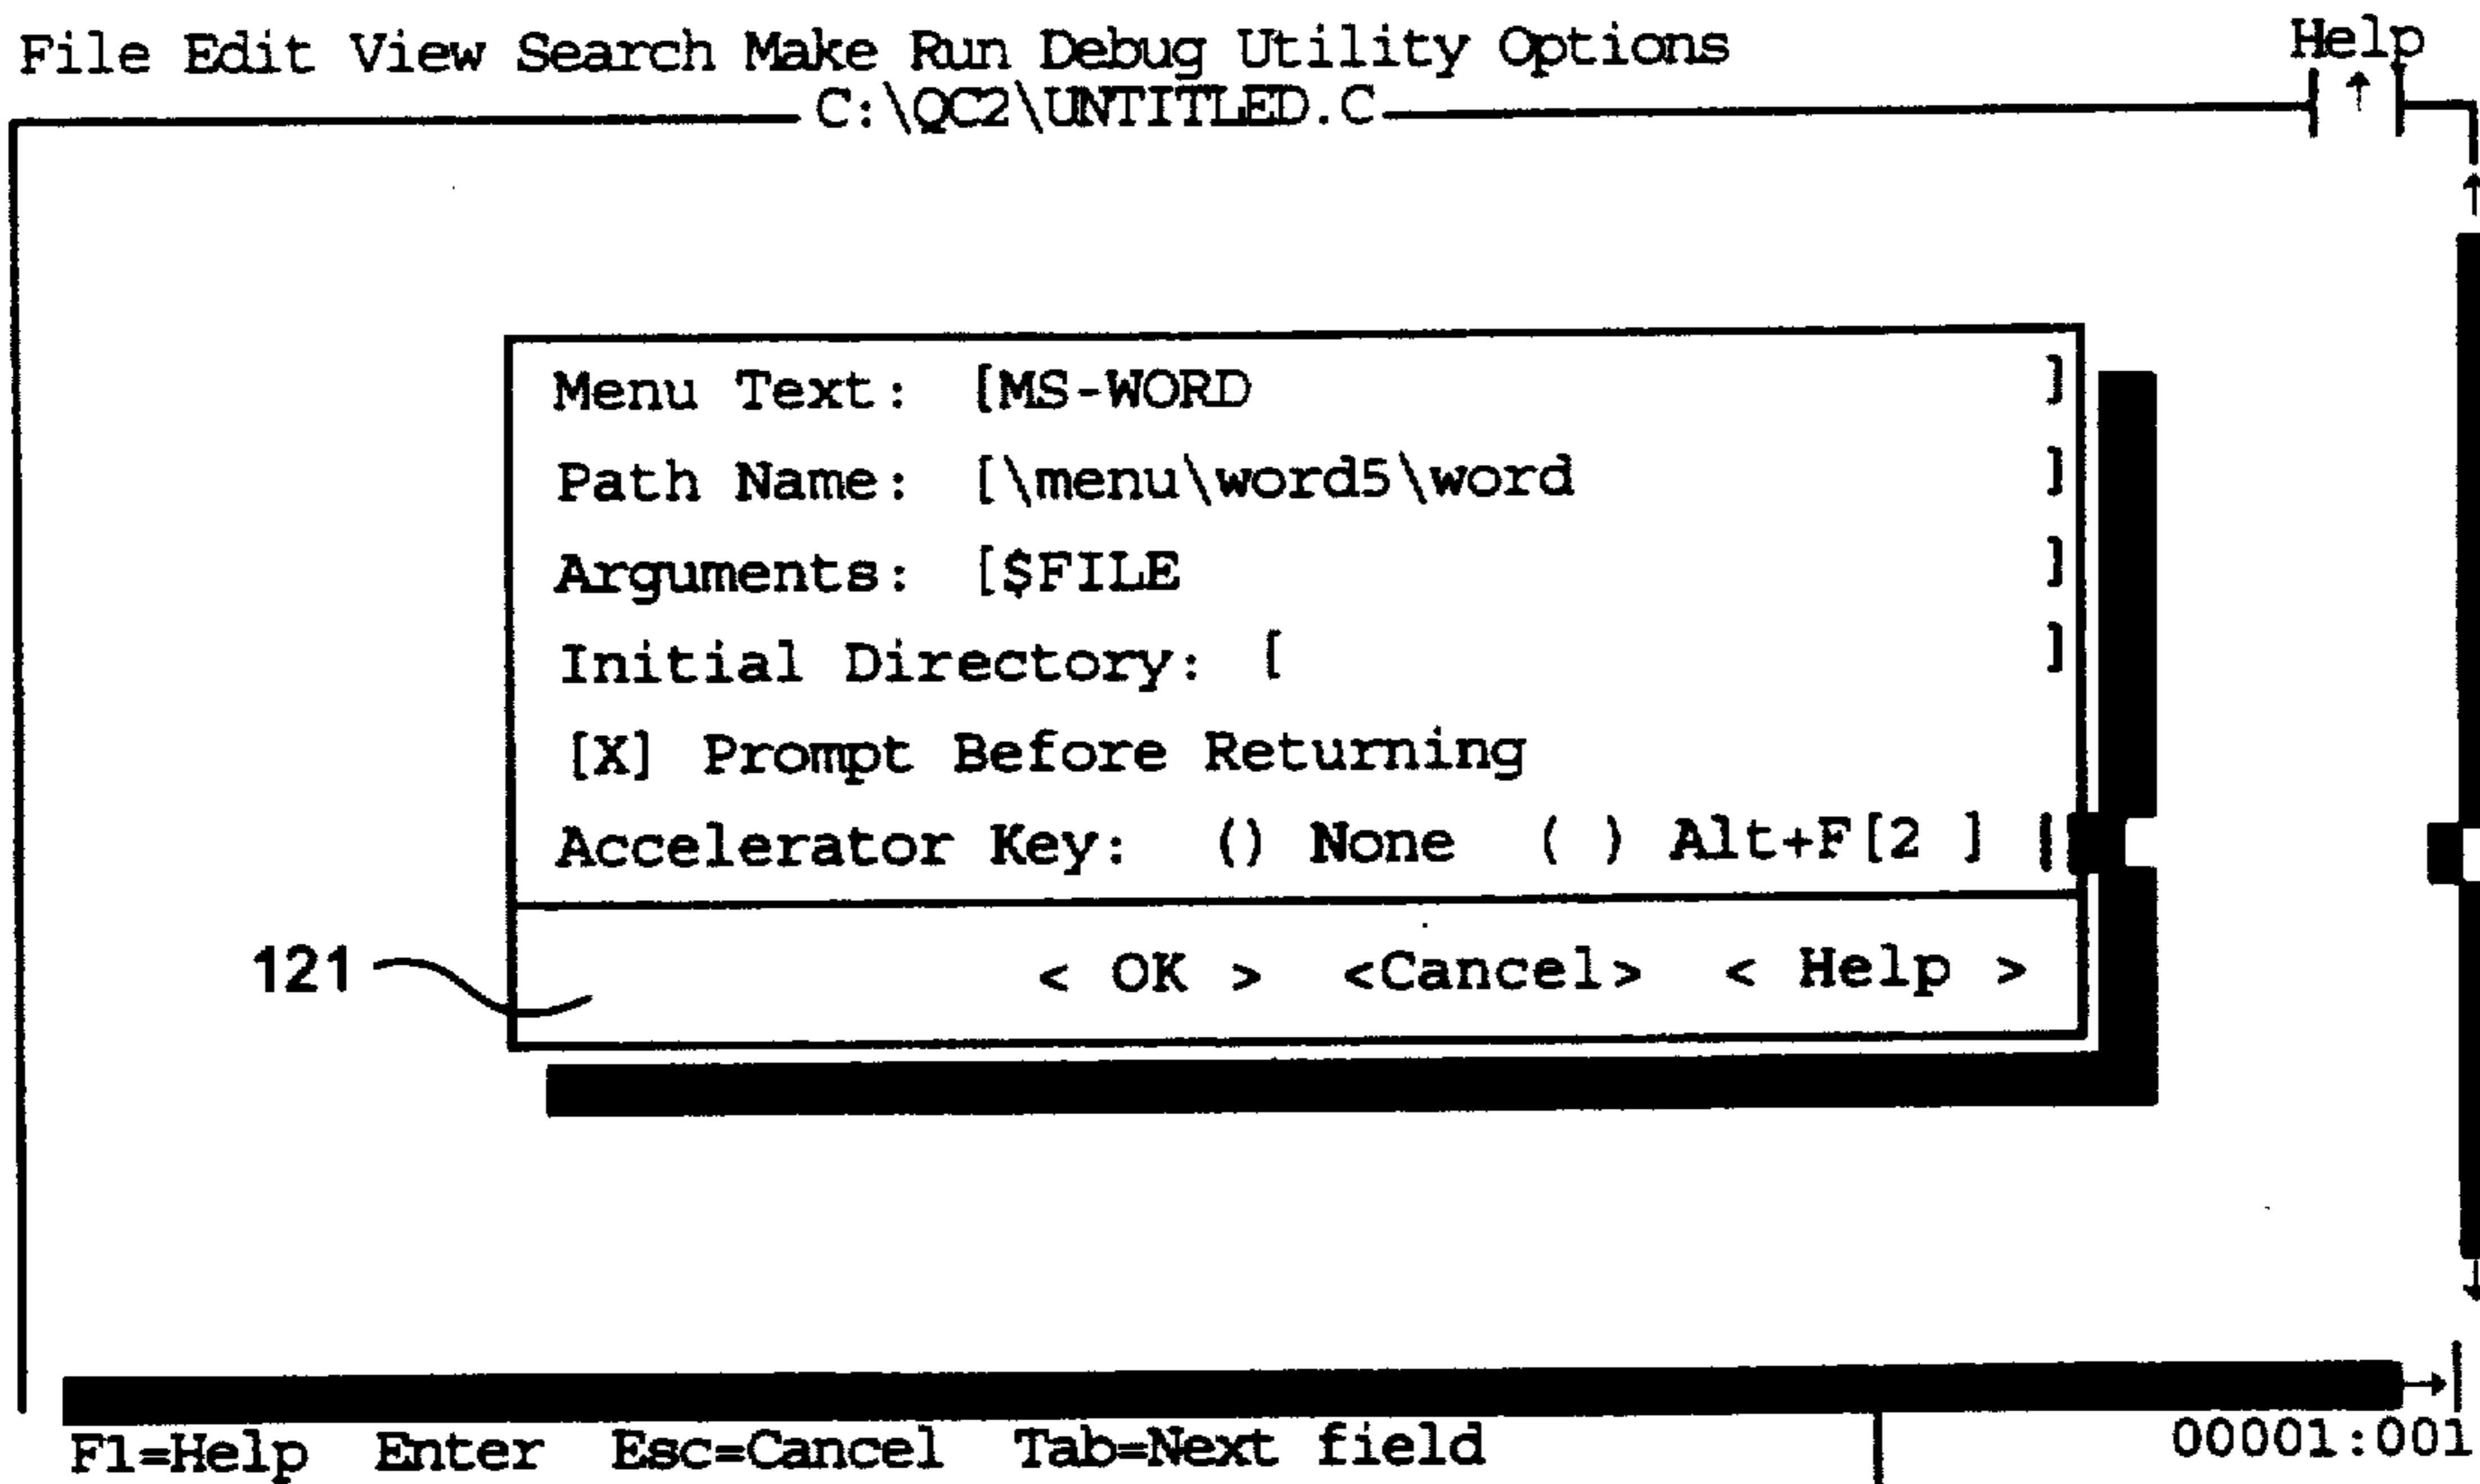 File Edit View Search Make Run Debug Utility Options Help
C:\QC2\UNTITLED.C
Menu Text: [MS-WORD ]
Path Name: [\menu\word5\word ]
Arguments: [$FILE ]
Initial Directory: [ ]
[X] Prompt Before Returning
Accelerator Key: () None ( ) Alt+F[2 ]
121
< OK > <Cancel> < Help >
F1=Help Enter Esc=Cancel Tab=Next field 00001:001